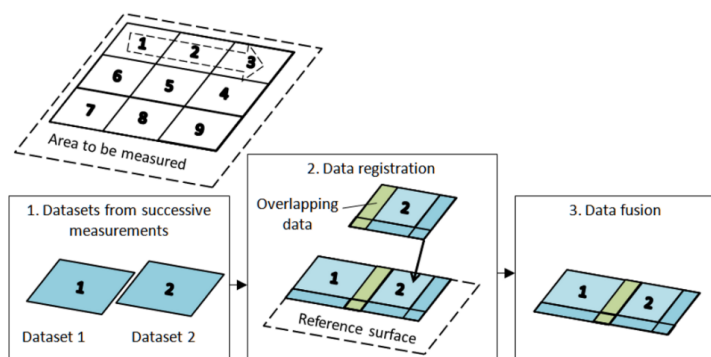 1 2 3
6 5 4
7 8 9
Area to be measured
1. Datasets from successive
measurements
1 2
Dataset 1 Dataset 2
2. Data registration
Overlapping
data
2
1 2
Reference surface
3. Data fusion
1 2